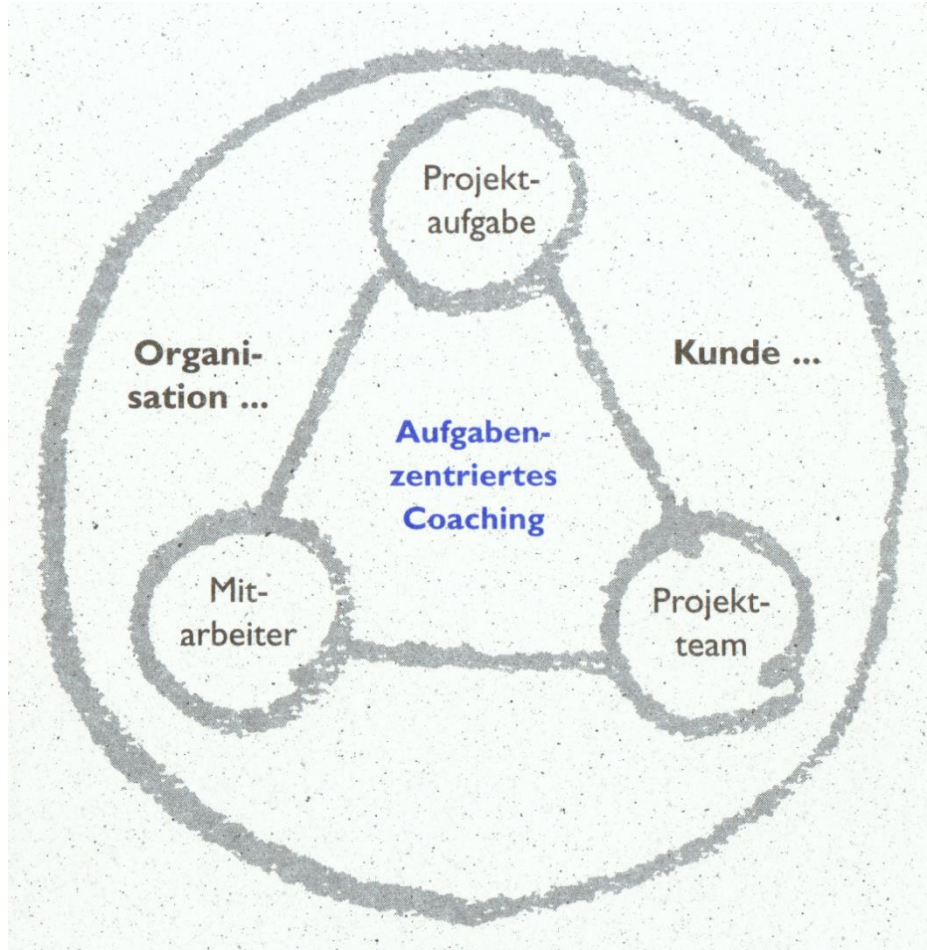 Projekt-
aufgabe
Organi-
sation ...
Kunde ...
Aufgaben-
zentriertes
Coaching
Mit-
arbeiter
Projekt-
team